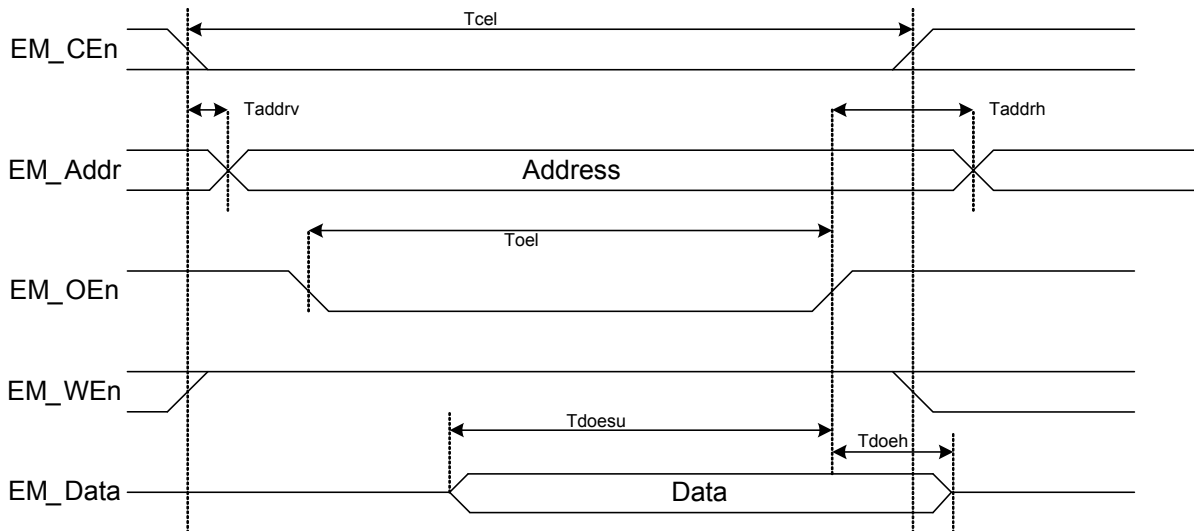 Tcel
EM_CEn
Taddrv
Taddrh
EM_Addr
Address
Toel
EM_OEn
EM_WEn
Tdoesu
Tdoeh
EM_Data
Data